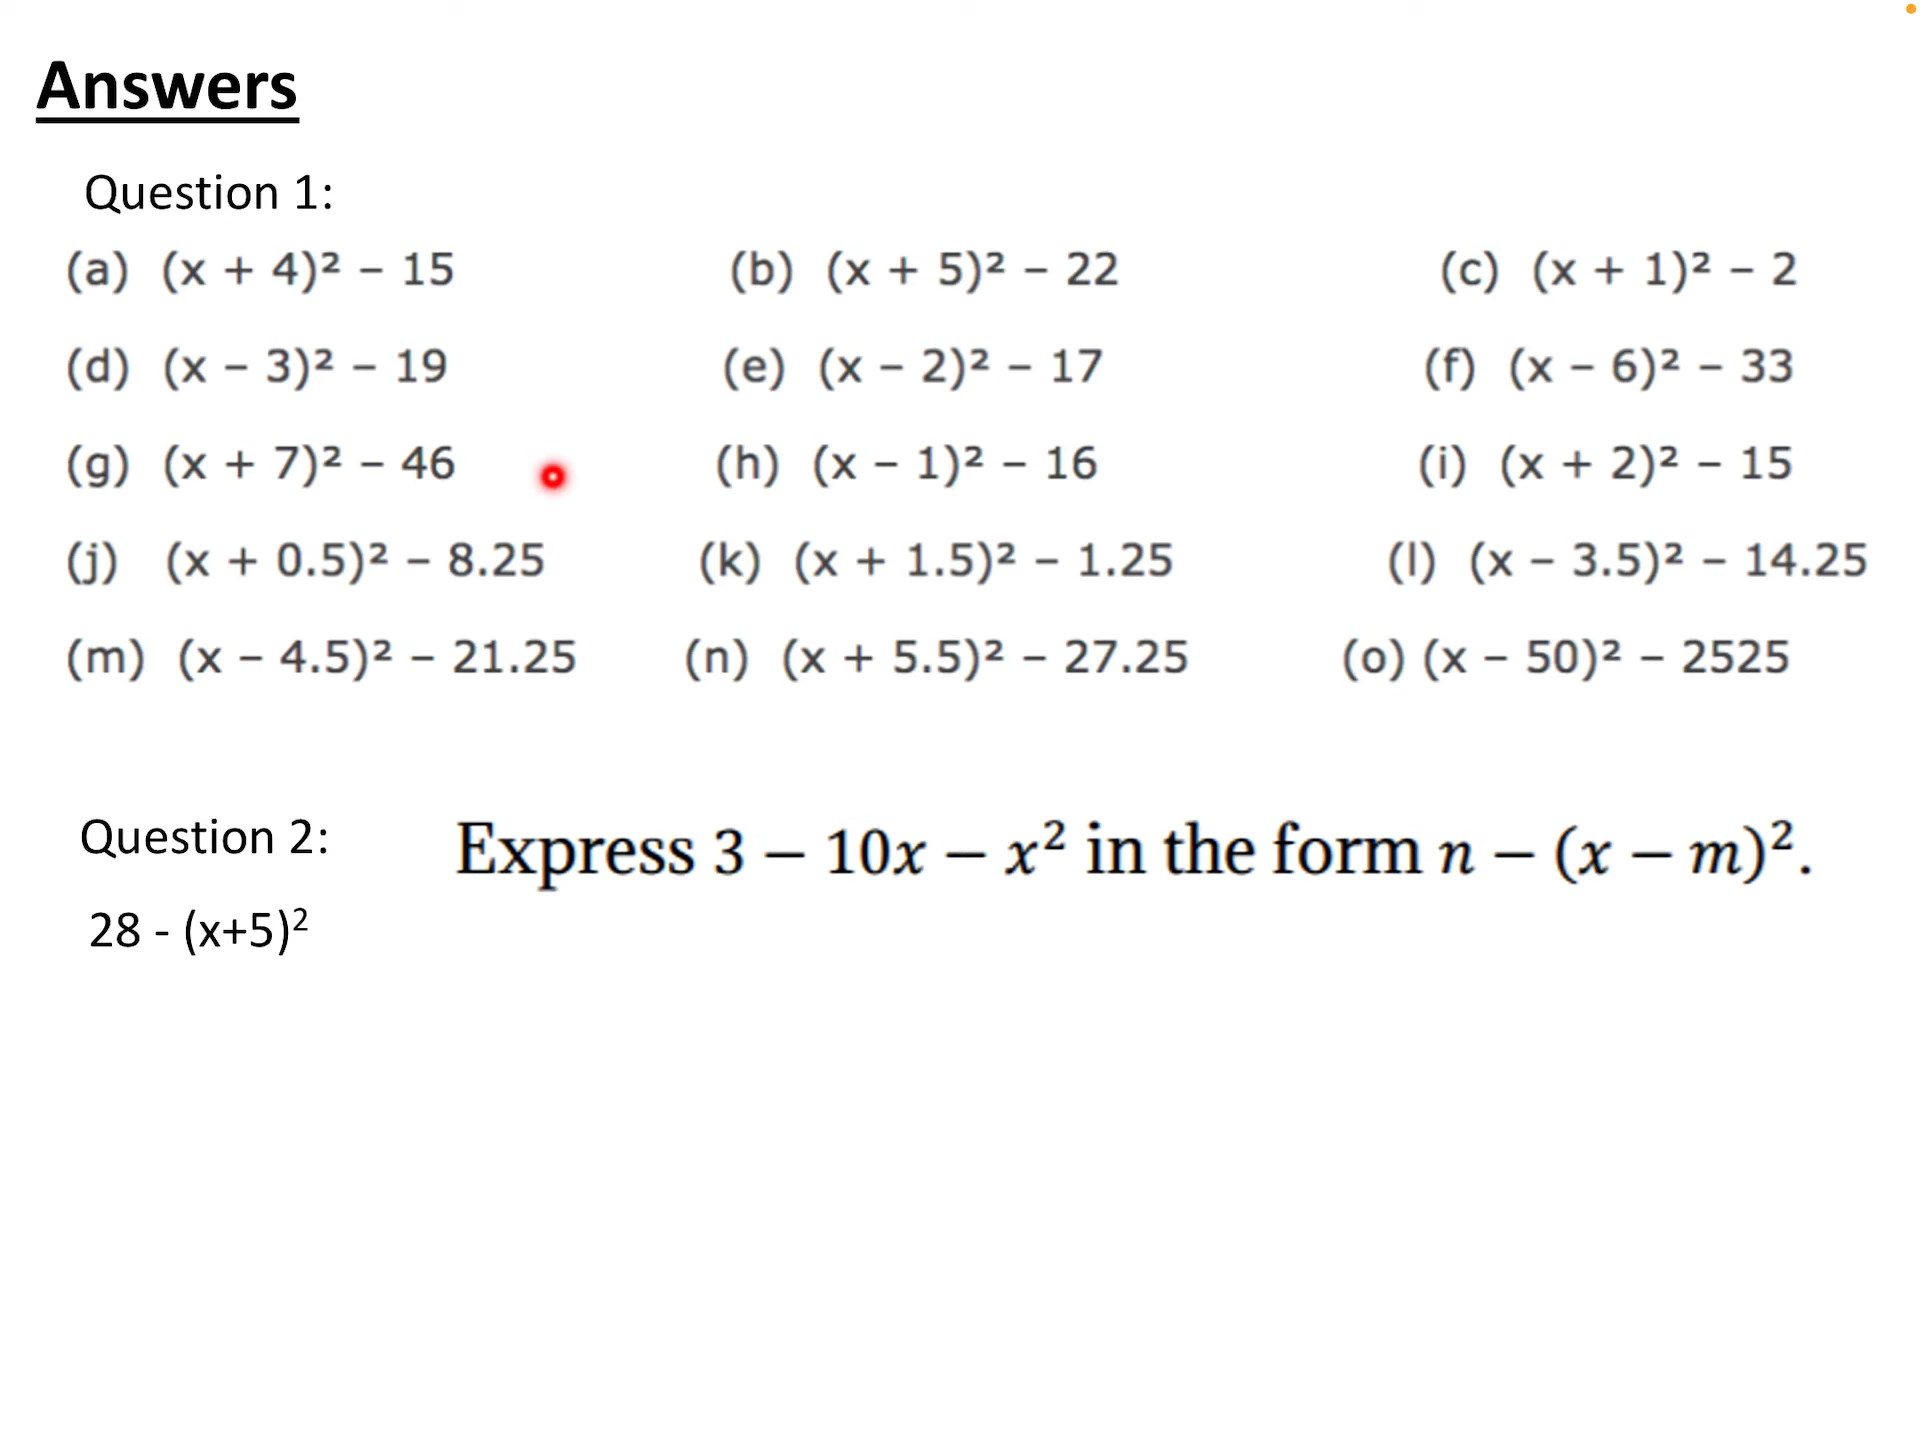 Answers
Question 1:
(a) (x + 4)² – 15 (b) (x + 5)² – 22 (c) (x + 1)² – 2
(d) (x – 3)² – 19 (e) (x – 2)² – 17 (f) (x – 6)² – 33
(g) (x + 7)² – 46 (h) (x – 1)² – 16 (i) (x + 2)² – 15
(j) (x + 0.5)² – 8.25 (k) (x + 1.5)² – 1.25 (l) (x – 3.5)² – 14.25
(m) (x – 4.5)² – 21.25 (n) (x + 5.5)² – 27.25 (o) (x – 50)² – 2525
Question 2: Express 3 – 10x – x² in the form n – (x – m)².
28 - (x+5)²